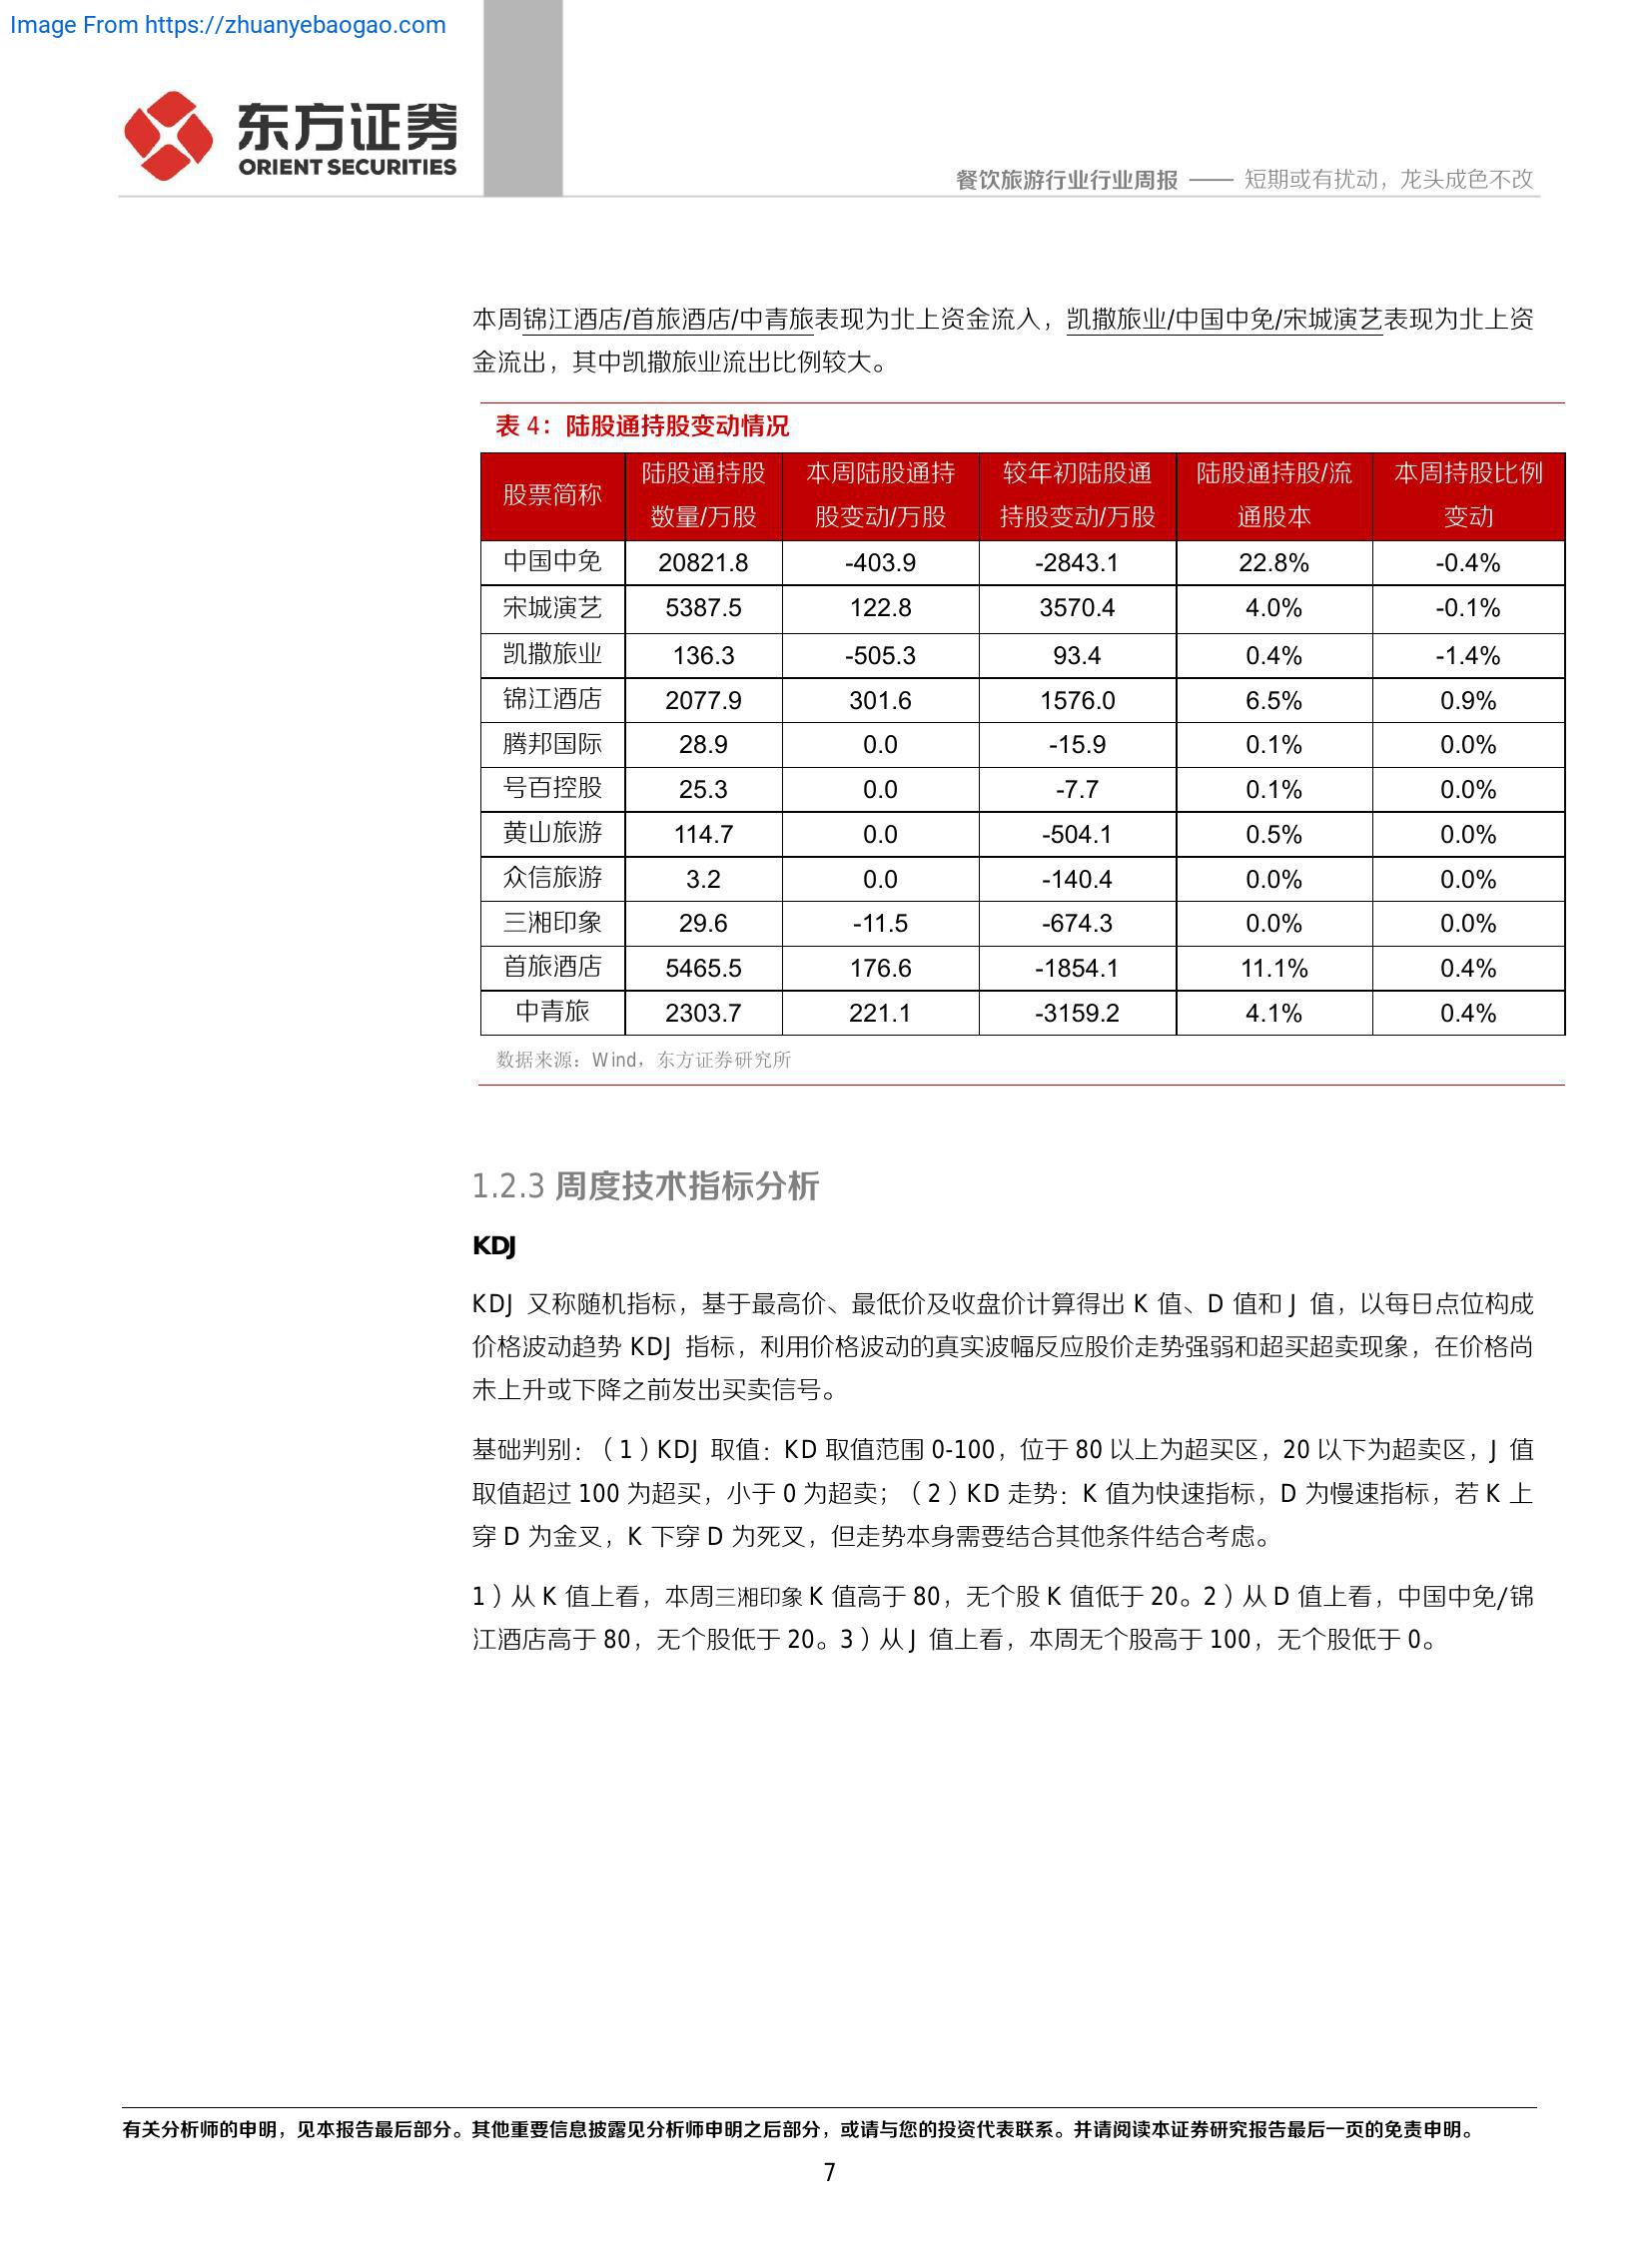 Image From https://zhuanyebaogao.com
东方证券
ORIENT SECURITIES
餐饮旅游行业行业周报 —— 短期或有扰动，龙头成色不改
本周锦江酒店/首旅酒店/中青旅表现为北上资金流入，凯撒旅业/中国中免/宋城演艺表现为北上资
金流出，其中凯撒旅业流出比例较大。
表 4：陆股通持股变动情况
股票简称 陆股通持股数量/万股 本周陆股通持股变动/万股 较年初陆股通持股变动/万股 陆股通持股/流通股本 本周持股比例变动
中国中免 20821.8 -403.9 -2843.1 22.8% -0.4%
宋城演艺 5387.5 122.8 3570.4 4.0% -0.1%
凯撒旅业 136.3 -505.3 93.4 0.4% -1.4%
锦江酒店 2077.9 301.6 1576.0 6.5% 0.9%
腾邦国际 28.9 0.0 -15.9 0.1% 0.0%
号百控股 25.3 0.0 -7.7 0.1% 0.0%
黄山旅游 114.7 0.0 -504.1 0.5% 0.0%
众信旅游 3.2 0.0 -140.4 0.0% 0.0%
三湘印象 29.6 -11.5 -674.3 0.0% 0.0%
首旅酒店 5465.5 176.6 -1854.1 11.1% 0.4%
中青旅 2303.7 221.1 -3159.2 4.1% 0.4%
数据来源：Wind，东方证券研究所
1.2.3 周度技术指标分析
KDJ
KDJ 又称随机指标，基于最高价、最低价及收盘价计算得出 K 值、D 值和 J 值，以每日点位构成
价格波动趋势 KDJ 指标，利用价格波动的真实波幅反应股价走势强弱和超买超卖现象，在价格尚
未上升或下降之前发出买卖信号。
基础判别：（1）KDJ 取值：KD 取值范围 0-100，位于 80 以上为超买区，20 以下为超卖区，J 值
取值超过 100 为超买，小于 0 为超卖；（2）KD 走势：K 值为快速指标，D 为慢速指标，若 K 上
穿 D 为金叉，K 下穿 D 为死叉，但走势本身需要结合其他条件结合考虑。
1）从 K 值上看，本周三湘印象 K 值高于 80，无个股 K 值低于 20。2）从 D 值上看，中国中免/锦
江酒店高于 80，无个股低于 20。3）从 J 值上看，本周无个股高于 100，无个股低于 0。
有关分析师的申明，见本报告最后部分。其他重要信息披露见分析师申明之后部分，或请与您的投资代表联系。并请阅读本证券研究报告最后一页的免责申明。
7